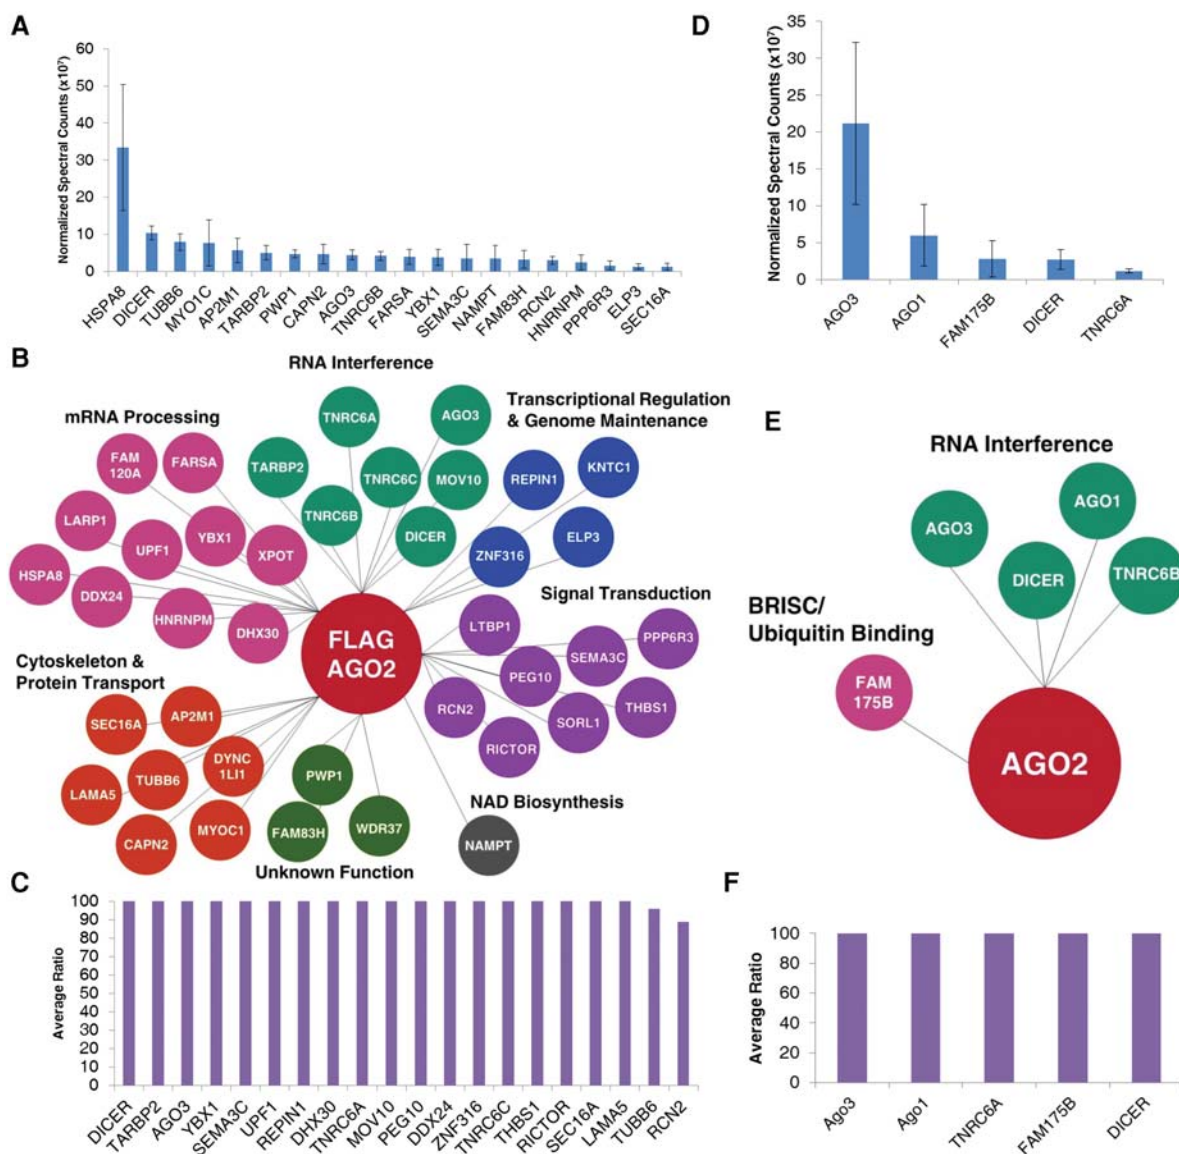 A
Normalized Spectral Counts (x10⁷)
60
50
40
30
20
10
0
HSPA8
DICER
TUBB6
MYO1C
AP2M1
TARBP2
PWP1
CAPN2
AGO3
TNRC6B
FARSA
YBX1
SEMA3C
NAMPT
FAM83H
RCN2
HNRNPM
PPP6R3
ELP3
SEC16A
D
Normalized Spectral Counts (x10⁷)
35
30
25
20
15
10
5
0
AGO3
AGO1
FAM175B
DICER
TNRC6A
B
RNA Interference
mRNA Processing
Transcriptional Regulation
& Genome Maintenance
TNRC6A
AGO3
FAM
120A
FARSA
TARBP2
TNRC6C
MOV10
REPIN1
KNTC1
LARP1
UPF1
YBX1
XPOT
TNRC6B
DICER
ZNF316
ELP3
HSPA8
DDX24
HNRNPM
DHX30
FLAG
AGO2
Signal Transduction
LTBP1
SEMA3C
PPP6R3
PEG10
RCN2
SORL1
THBS1
RICTOR
Cytoskeleton &
Protein Transport
SEC16A
AP2M1
DYNC
1LI1
LAMA5
TUBB6
CAPN2
MYOC1
PWP1
FAM83H
WDR37
Unknown Function
NAD Biosynthesis
NAMPT
E
RNA Interference
AGO3
AGO1
DICER
TNRC6B
BRISC/
Ubiquitin Binding
FAM
175B
AGO2
C
Average Ratio
100
90
80
70
60
50
40
30
20
10
0
DICER
TARBP2
AGO3
YBX1
SEMA3C
UPF1
REPIN1
DHX30
TNRC6A
MOV10
PEG10
DDX24
ZNF316
TNRC6C
THBS1
RICTOR
SEC16A
LAMA5
TUBB6
RCN2
F
Average Ratio
100
80
60
40
20
0
Ago3
Ago1
TNRC6A
FAM175B
DICER